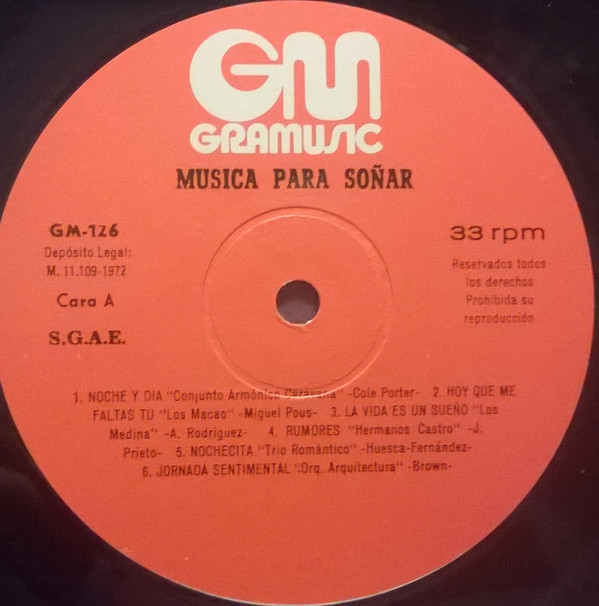 GM
GRAMUSIC
MUSICA PARA SOÑAR
GM-126
Depósito Legal:
M. 11.109-1972
Cara A
S.G.A.E.
33 rpm
Reservados todos
los derechos
Prohibida su
reproducción
1. NOCHE Y DIA "Conjunto Armónico Caravana" -Cole Porter- 2. HOY QUE ME
FALTAS TU "Los Macao" -Miguel Pous- 3. LA VIDA ES UN SUEÑO "Los
Medina" -A. Rodriguez- 4. RUMORES "Hermanos Castro" -J.
Prieto- 5. NOCHECITA "Trio Romántico" -Huesca-Fernández-
6. JORNADA SENTIMENTAL "Orq. Arquitectura" -Brown-